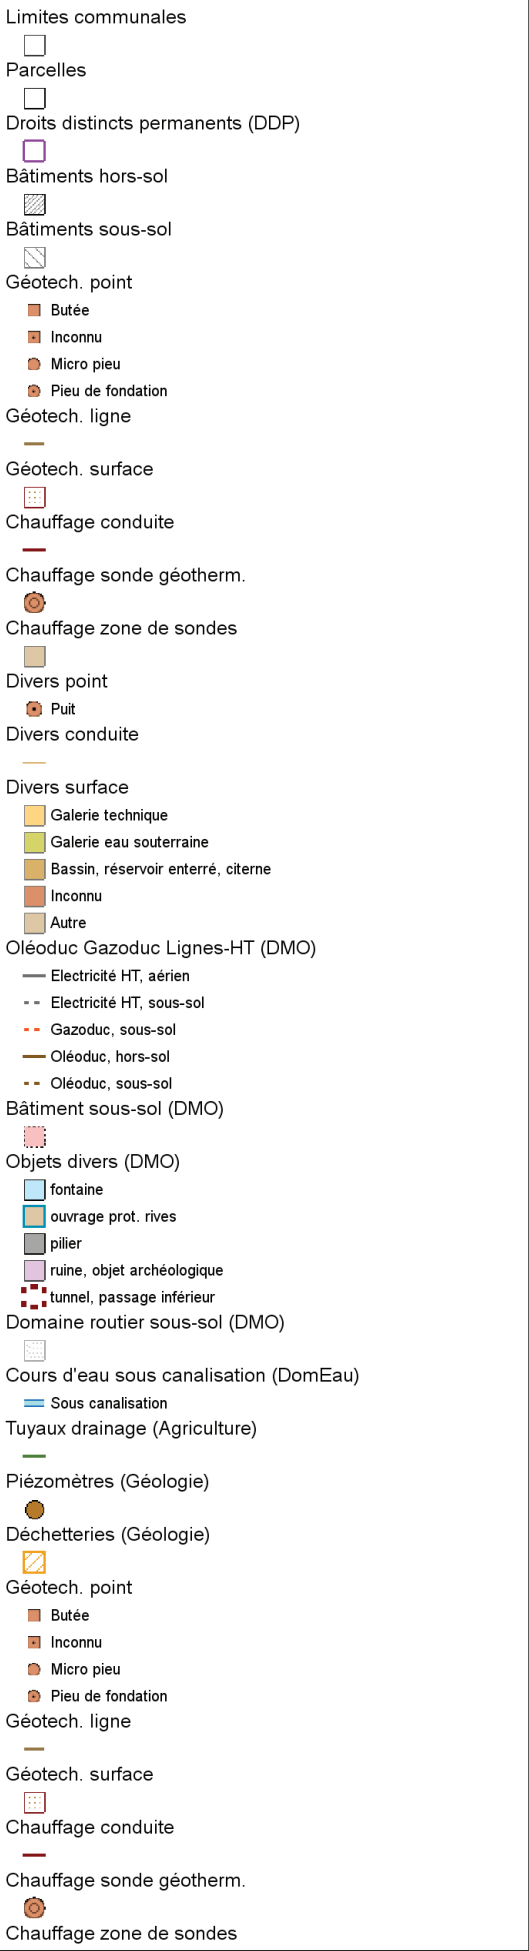 Limites communales
Parcelles
Droits distincts permanents (DDP)
Bâtiments hors-sol
Bâtiments sous-sol
Géotech. point
Butée
Inconnu
Micro pieu
Pieu de fondation
Géotech. ligne
Géotech. surface
Chauffage conduite
Chauffage sonde géotherm.
Chauffage zone de sondes
Divers point
Puit
Divers conduite
Divers surface
Galerie technique
Galerie eau souterraine
Bassin, réservoir enterré, citerne
Inconnu
Autre
Oléoduc Gazoduc Lignes-HT (DMO)
Electricité HT, aérien
Electricité HT, sous-sol
Gazoduc, sous-sol
Oléoduc, hors-sol
Oléoduc, sous-sol
Bâtiment sous-sol (DMO)
Objets divers (DMO)
fontaine
ouvrage prot. rives
pilier
ruine, objet archéologique
tunnel, passage inférieur
Domaine routier sous-sol (DMO)
Cours d'eau sous canalisation (DomEau)
Sous canalisation
Tuyaux drainage (Agriculture)
Piézomètres (Géologie)
Déchetteries (Géologie)
Géotech. point
Butée
Inconnu
Micro pieu
Pieu de fondation
Géotech. ligne
Géotech. surface
Chauffage conduite
Chauffage sonde géotherm.
Chauffage zone de sondes